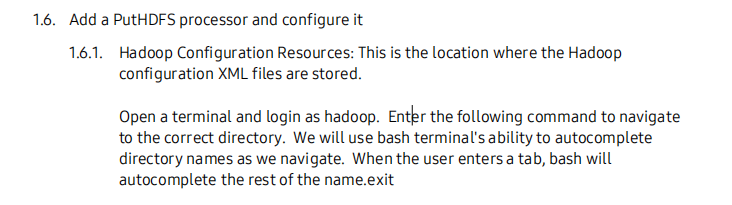 1.6. Add a PutHDFS processor and configure it
1.6.1. Hadoop Configuration Resources: This is the location where the Hadoop
configuration XML files are stored.
Open a terminal and login as hadoop. Enter the following command to navigate
to the correct directory. We will use bash terminal's ability to autocomplete
directory names as we navigate. When the user enters a tab, bash will
autocomplete the rest of the name.exit